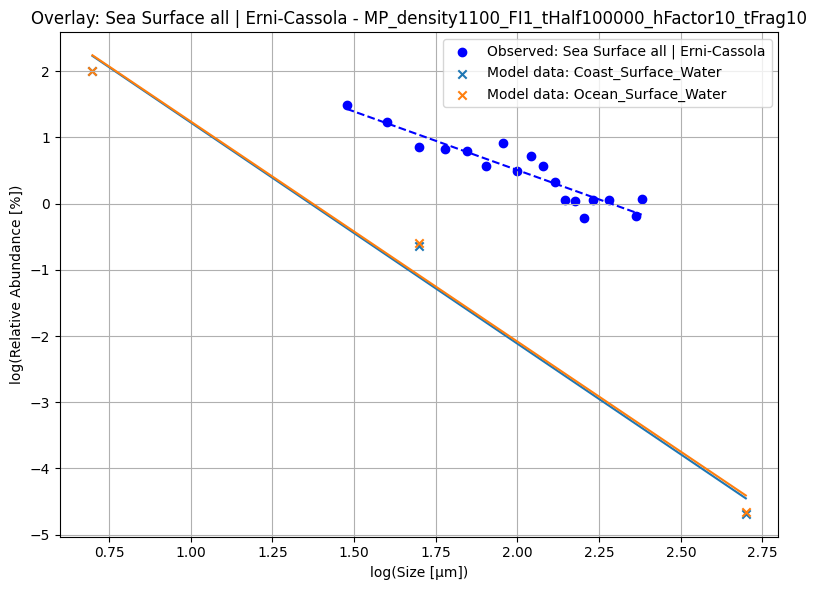 Overlay: Sea Surface all | Erni-Cassola - MP_density1100_FI1_tHalf100000_hFactor10_tFrag10
Observed: Sea Surface all | Erni-Cassola
Model data: Coast_Surface_Water
Model data: Ocean_Surface_Water
log(Relative Abundance [%])
2
1
0
−1
−2
−3
−4
−5
0.75 1.00 1.25 1.50 1.75 2.00 2.25 2.50 2.75
log(Size [µm])